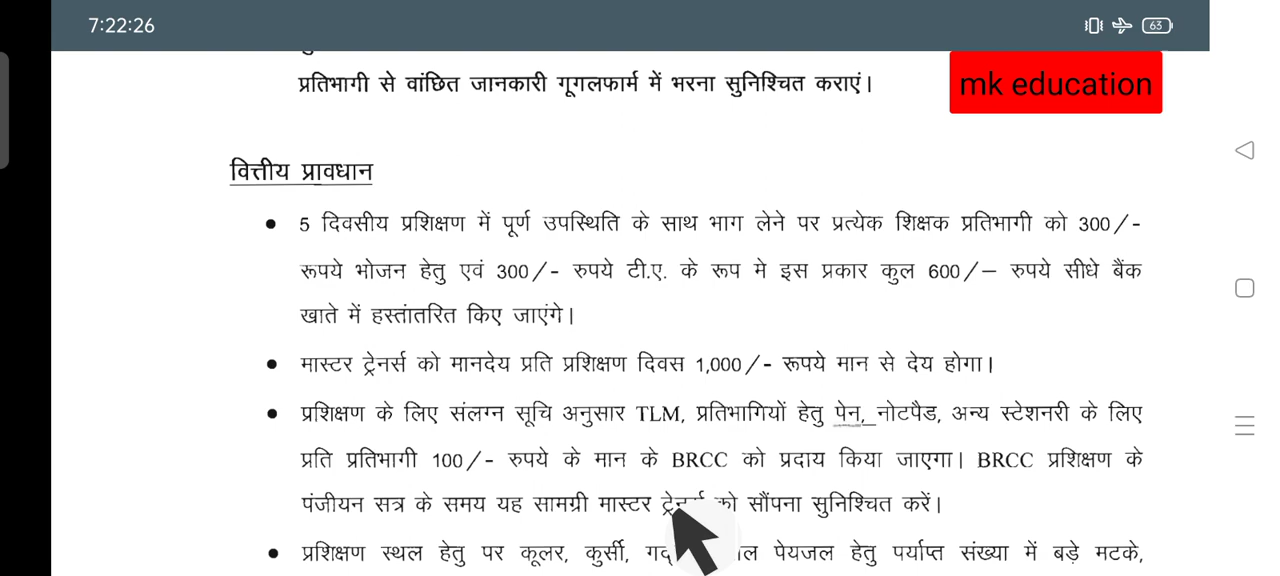 7:22:26
63
प्रतिभागी से वांछित जानकारी गूगलफार्म में भरना सुनिश्चित कराएं।
mk education
वित्तीय प्रावधान
• 5 दिवसीय प्रशिक्षण में पूर्ण उपस्थिति के साथ भाग लेने पर प्रत्येक शिक्षक प्रतिभागी को 300/-
रूपये भोजन हेतु एवं 300/- रुपये टी.ए. के रूप मे इस प्रकार कुल 600/– रुपये सीधे बैंक
खाते में हस्तांतरित किए जाएंगे।
• मास्टर ट्रेनर्स को मानदेय प्रति प्रशिक्षण दिवस 1,000/- रूपये मान से देय होगा।
• प्रशिक्षण के लिए संलग्न सूचि अनुसार TLM, प्रतिभागियों हेतु पेन, नोटपैड, अन्य स्टेशनरी के लिए
प्रति प्रतिभागी 100/- रुपये के मान के BRCC को प्रदाय किया जाएगा। BRCC प्रशिक्षण के
पंजीयन सत्र के समय यह सामग्री मास्टर ट्रेनर्स को सौंपना सुनिश्चित करें।
• प्रशिक्षण स्थल हेतु पर कूलर, कुर्सी, पेयजल हेतु पर्याप्त संख्या में बड़े मटके,